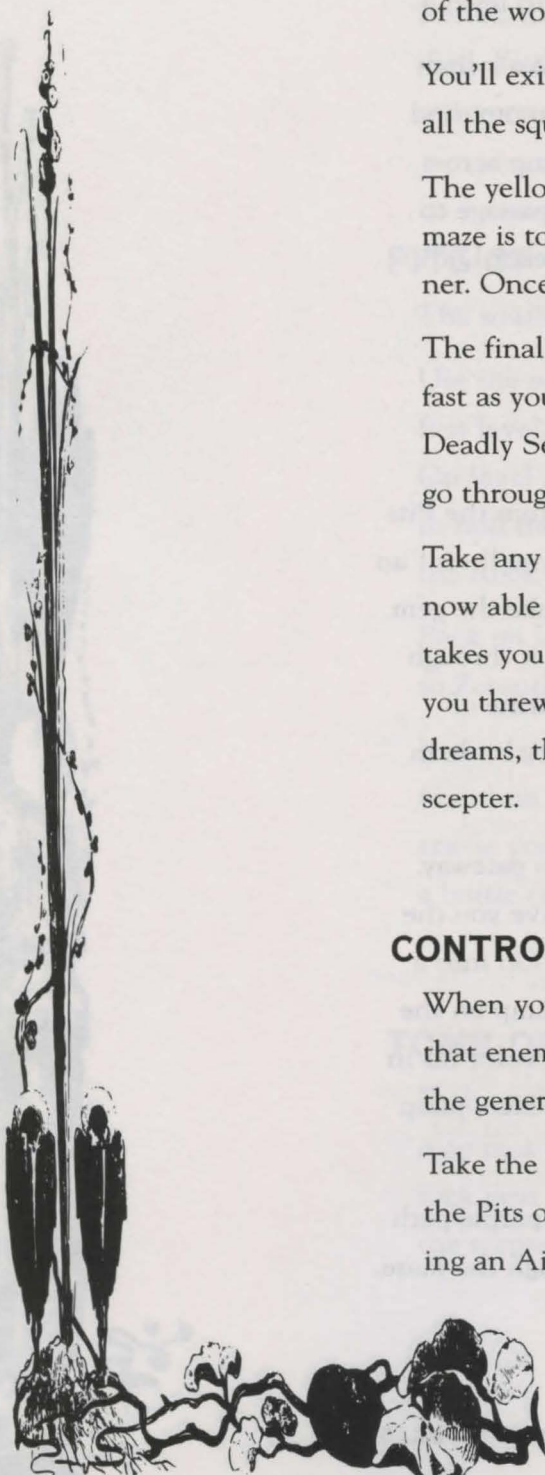 of the wo
You'll exi
all the squ
The yello
maze is to
ner. Once
The final
fast as you
Deadly Se
go throug
Take any
now able
takes you
you threw
dreams, th
scepter.
CONTRO
When yo
that enem
the gener
Take the
the Pits o
ing an Ai